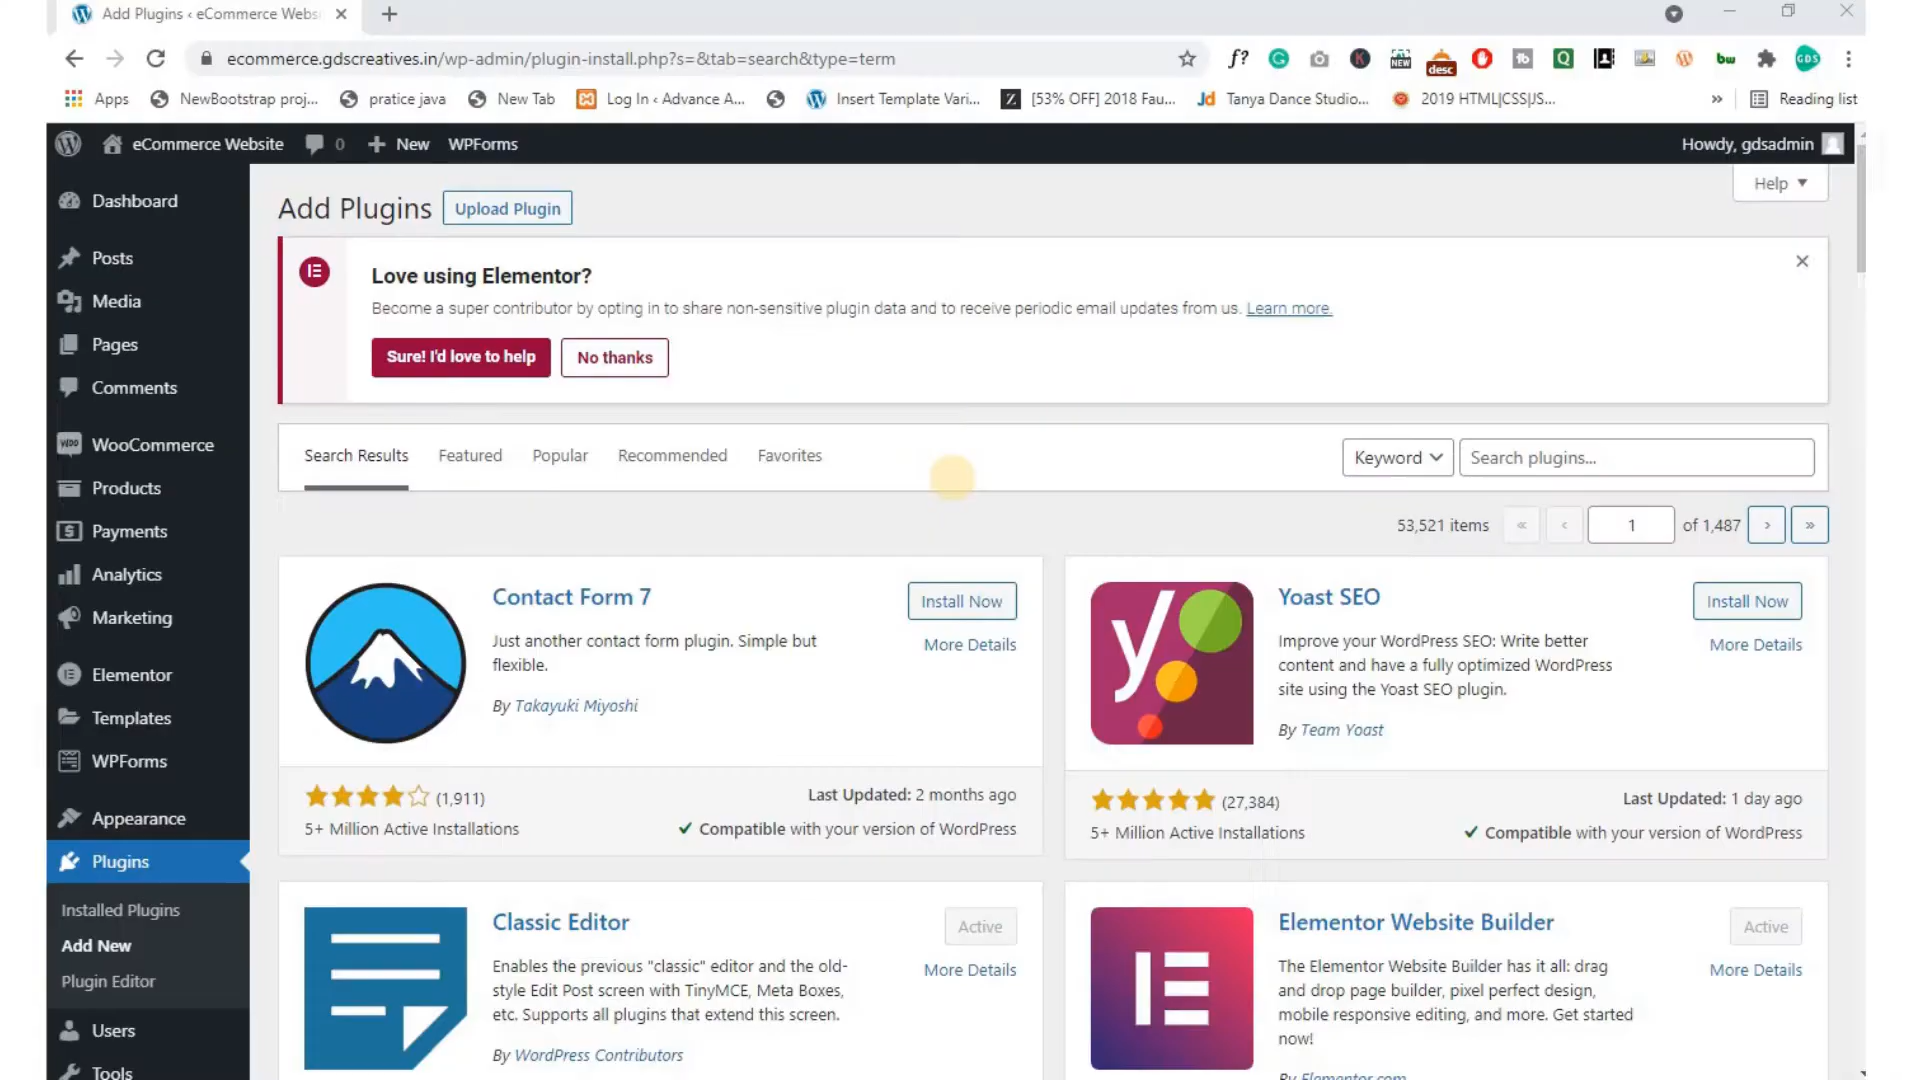 Add Plugins ‹ eCommerce Webs
ecommerce.gdscreatives.in/wp-admin/plugin-install.php?s=&tab=search&type=term
f?
NEW
desc
bw
GDS
Apps
NewBootstrap proj...
pratice java
New Tab
Log In ‹ Advance A...
Insert Template Vari...
[53% OFF] 2018 Fau...
Tanya Dance Studio...
2019 HTML|CSS|JS...
»
Reading list
eCommerce Website
0
New
WPForms
Howdy, gdsadmin
Dashboard
Posts
Media
Pages
Comments
WooCommerce
Products
Payments
Analytics
Marketing
Elementor
Templates
WPForms
Appearance
Plugins
Installed Plugins
Add New
Plugin Editor
Users
Tools
Help
Add Plugins
Upload Plugin
Love using Elementor?
Become a super contributor by opting in to share non-sensitive plugin data and to receive periodic email updates from us. Learn more.
Sure! I'd love to help
No thanks
Search Results
Featured
Popular
Recommended
Favorites
Keyword
Search plugins...
53,521 items
«
‹
1
of 1,487
›
»
Contact Form 7
Install Now
More Details
Just another contact form plugin. Simple but
flexible.
By Takayuki Miyoshi
(1,911)
Last Updated: 2 months ago
5+ Million Active Installations
Compatible with your version of WordPress
Yoast SEO
Install Now
More Details
Improve your WordPress SEO: Write better
content and have a fully optimized WordPress
site using the Yoast SEO plugin.
By Team Yoast
(27,384)
Last Updated: 1 day ago
5+ Million Active Installations
Compatible with your version of WordPress
Classic Editor
Active
More Details
Enables the previous "classic" editor and the old-
style Edit Post screen with TinyMCE, Meta Boxes,
etc. Supports all plugins that extend this screen.
By WordPress Contributors
Elementor Website Builder
Active
More Details
The Elementor Website Builder has it all: drag
and drop page builder, pixel perfect design,
mobile responsive editing, and more. Get started
now!
By Elementor.com